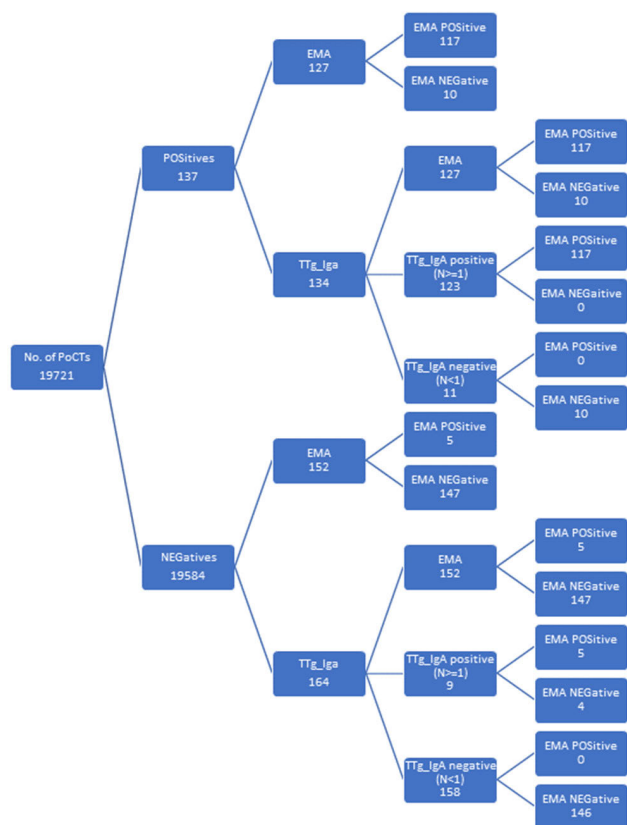 No. of PoCTs
19721
POSitives
137
EMA
127
EMA POSitive
117
EMA NEGative
10
TTg_Iga
134
EMA
127
EMA POSitive
117
EMA NEGative
10
TTg_IgA positive
(N>=1)
123
EMA POSitive
117
EMA NEGaitive
0
TTg_IgA negative
(N<1)
11
EMA POSitive
0
EMA NEGative
10
NEGatives
19584
EMA
152
EMA POSitive
5
EMA NEGative
147
TTg_Iga
164
EMA
152
EMA POSitive
5
EMA NEGative
147
TTg_IgA positive
(N>=1)
9
EMA POSitive
5
EMA NEGative
4
TTg_IgA negative
(N<1)
158
EMA POSitive
0
EMA NEGative
146